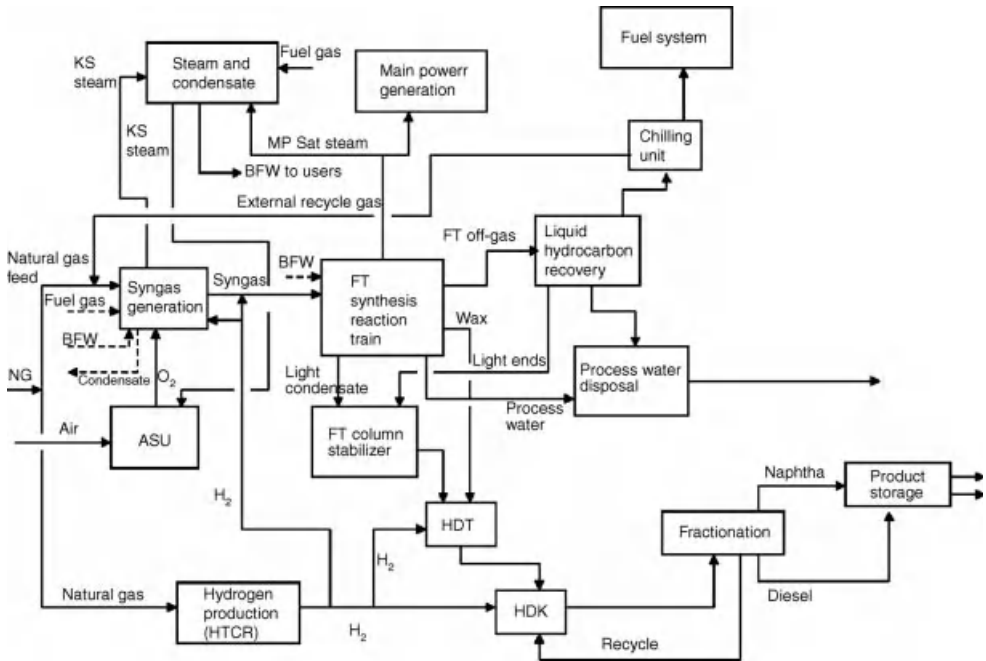 Fuel system
KS
steam
Steam and
condensate
Fuel gas
Main powerr
generation
KS
steam
MP Sat steam
BFW to users
Chilling
unit
External recycle gas
FT off-gas
Liquid
hydrocarbon
recovery
Natural gas
feed
Syngas
generation
Syngas
BFW
FT
synthesis
reaction
train
Fuel gas
Wax
BFW
Condensate
O2
Light
condensate
Light ends
Process water
disposal
NG
Process
water
Air
ASU
FT column
stabilizer
Naphtha
Product
storage
H2
HDT
Fractionation
H2
Diesel
Natural gas
Hydrogen
production
(HTCR)
H2
HDK
Recycle